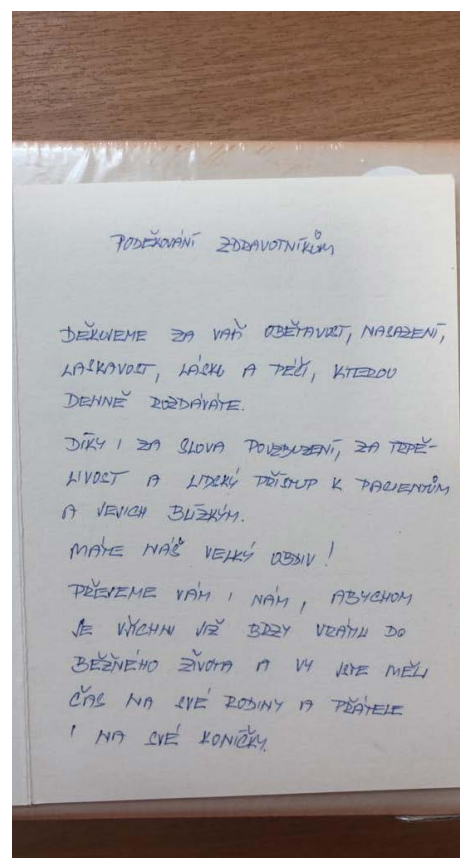 PODĚKOVÁNÍ ZDRAVOTNÍKŮM
DĚKUJEME ZA VAŠI OBĚTAVOST, NASAZENÍ,
LASKAVOST, LÁSKU A PÉČI, KTEROU
DENNĚ ROZDÁVÁTE.
DÍKY I ZA SLOVA POVZBUZENÍ, ZA TRPĚ-
LIVOST A LIDSKÝ PŘÍSTUP K PACIENTŮM
A JEJICH BLÍZKÝM.
MÁTE NÁŠ VELKÝ OBDIV!
PŘEJEME VÁM I NÁM, ABYCHOM
SE VŠICHNI JIŽ BRZY VRÁTILI DO
BĚŽNÉHO ŽIVOTA A VY JSTE MĚLI
ČAS NA SVÉ RODINY A PŘÁTELE
I NA SVÉ KONÍČKY.